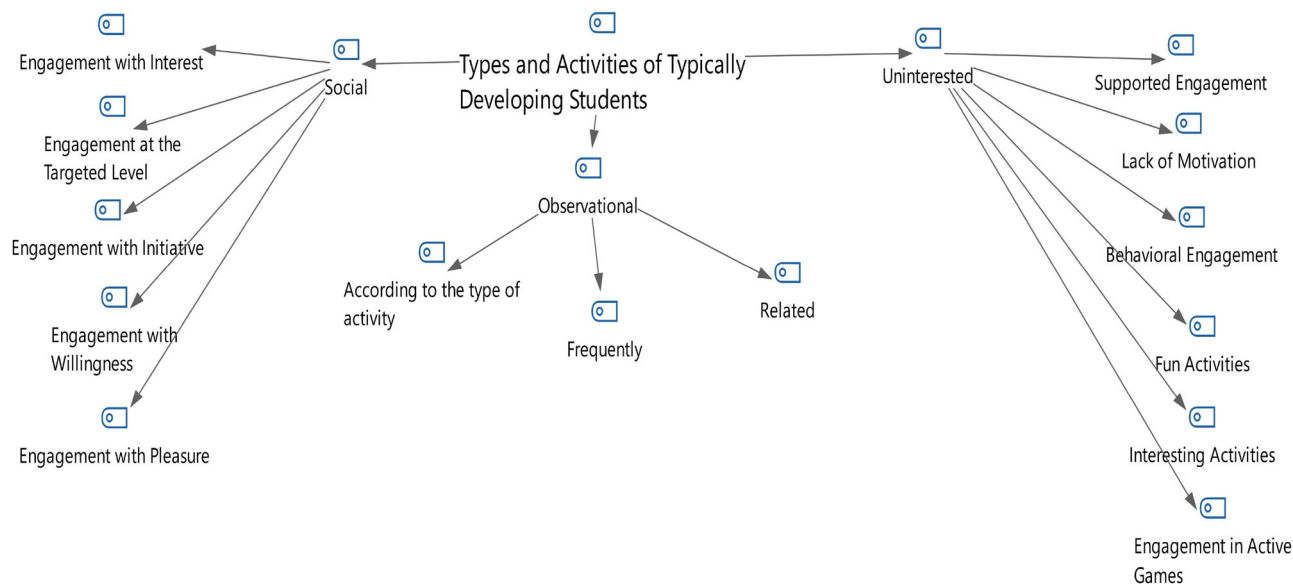 Types and Activities of Typically
Developing Students
Social
Engagement with Interest
Engagement at the
Targeted Level
Engagement with Initiative
Engagement with
Willingness
Engagement with Pleasure
Observational
According to the type of
activity
Frequently
Related
Uninterested
Supported Engagement
Lack of Motivation
Behavioral Engagement
Fun Activities
Interesting Activities
Engagement in Active
Games